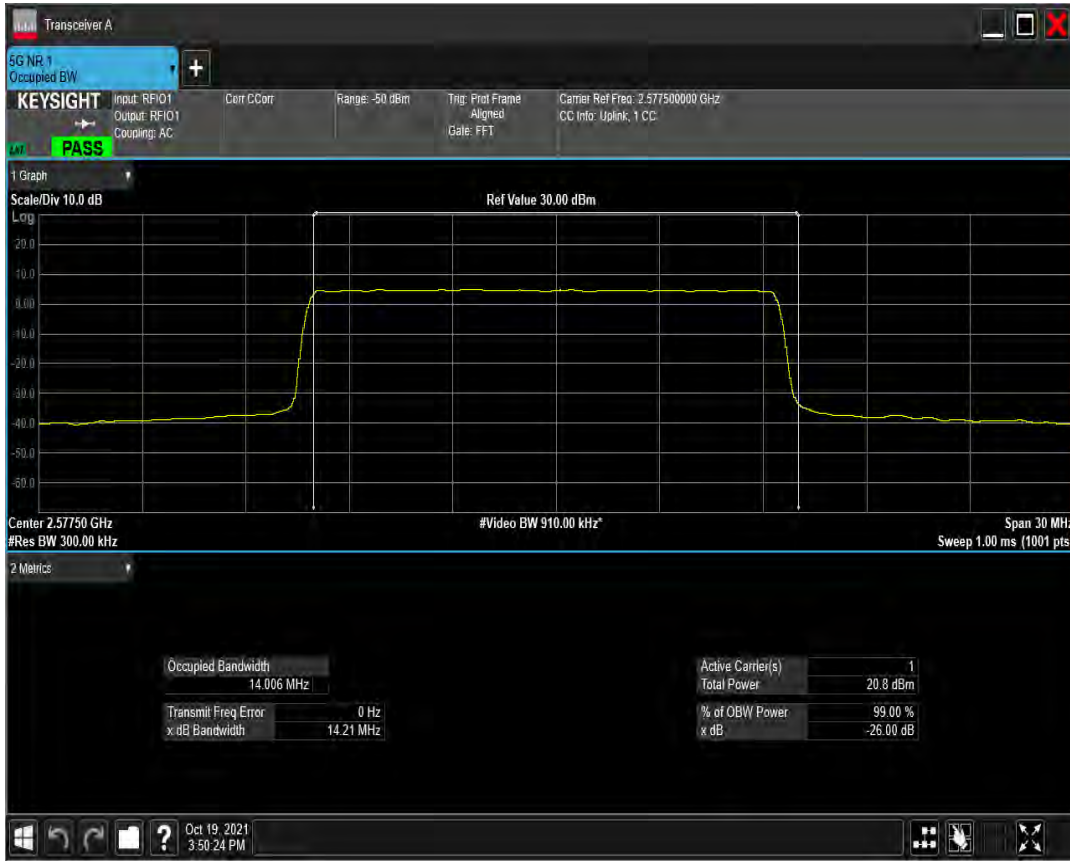 Transceiver A
5G NR 1
Occupied BW
+
KEYSIGHT
Input: RFIO1
Output: RFIO1
Coupling: AC
Corr CCorr
Range: -50 dBm
Trig: Prot Frame
Aligned
Gate: FFT
Carrier Ref Freq: 2.577500000 GHz
CC Info: Uplink, 1 CC
PASS
1 Graph
Scale/Div 10.0 dB
Ref Value 30.00 dBm
Log
20.0
10.0
0.00
-10.0
-20.0
-30.0
-40.0
-50.0
-60.0
Center 2.57750 GHz
#Video BW 910.00 kHz*
Span 30 MHz
#Res BW 300.00 kHz
Sweep 1.00 ms (1001 pts
2 Metrics
Occupied Bandwidth
14.006 MHz
Transmit Freq Error 0 Hz
x dB Bandwidth 14.21 MHz
Active Carrier(s) 1
Total Power 20.8 dBm
% of OBW Power 99.00 %
x dB -26.00 dB
?
Oct 19, 2021
3:50:24 PM